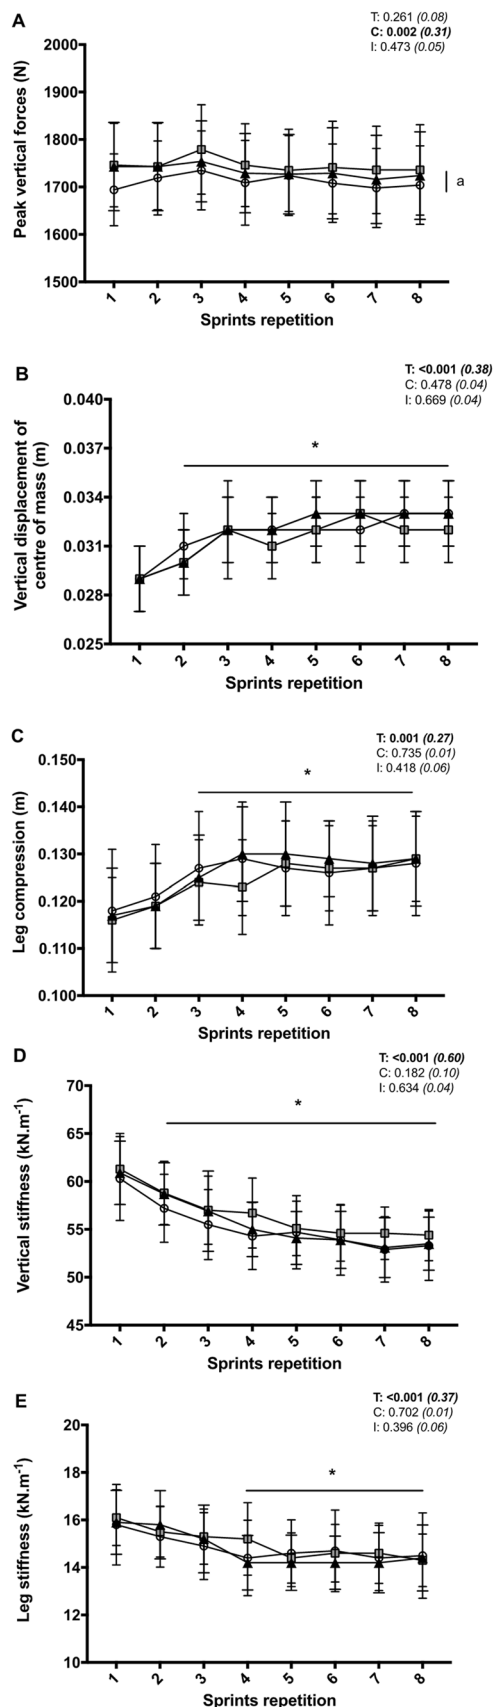 A
T: 0.261 (0.08)
C: 0.002 (0.31)
I: 0.473 (0.05)
Peak vertical forces (N)
2000
1900
1800
1700
1600
1500
a
1 2 3 4 5 6 7 8
Sprints repetition
B
T: <0.001 (0.38)
C: 0.478 (0.04)
I: 0.669 (0.04)
Vertical displacement of
centre of mass (m)
0.040
0.037
0.034
0.031
0.028
0.025
*
1 2 3 4 5 6 7 8
Sprints repetition
C
T: 0.001 (0.27)
C: 0.735 (0.01)
I: 0.418 (0.06)
Leg compression (m)
0.150
0.140
0.130
0.120
0.110
0.100
*
1 2 3 4 5 6 7 8
Sprints repetition
D
T: <0.001 (0.60)
C: 0.182 (0.10)
I: 0.634 (0.04)
Vertical stiffness (kN.m-1)
70
65
60
55
50
45
*
1 2 3 4 5 6 7 8
Sprints repetition
E
T: <0.001 (0.37)
C: 0.702 (0.01)
I: 0.396 (0.06)
Leg stiffness (kN.m-1)
20
18
16
14
12
10
*
1 2 3 4 5 6 7 8
Sprints repetition